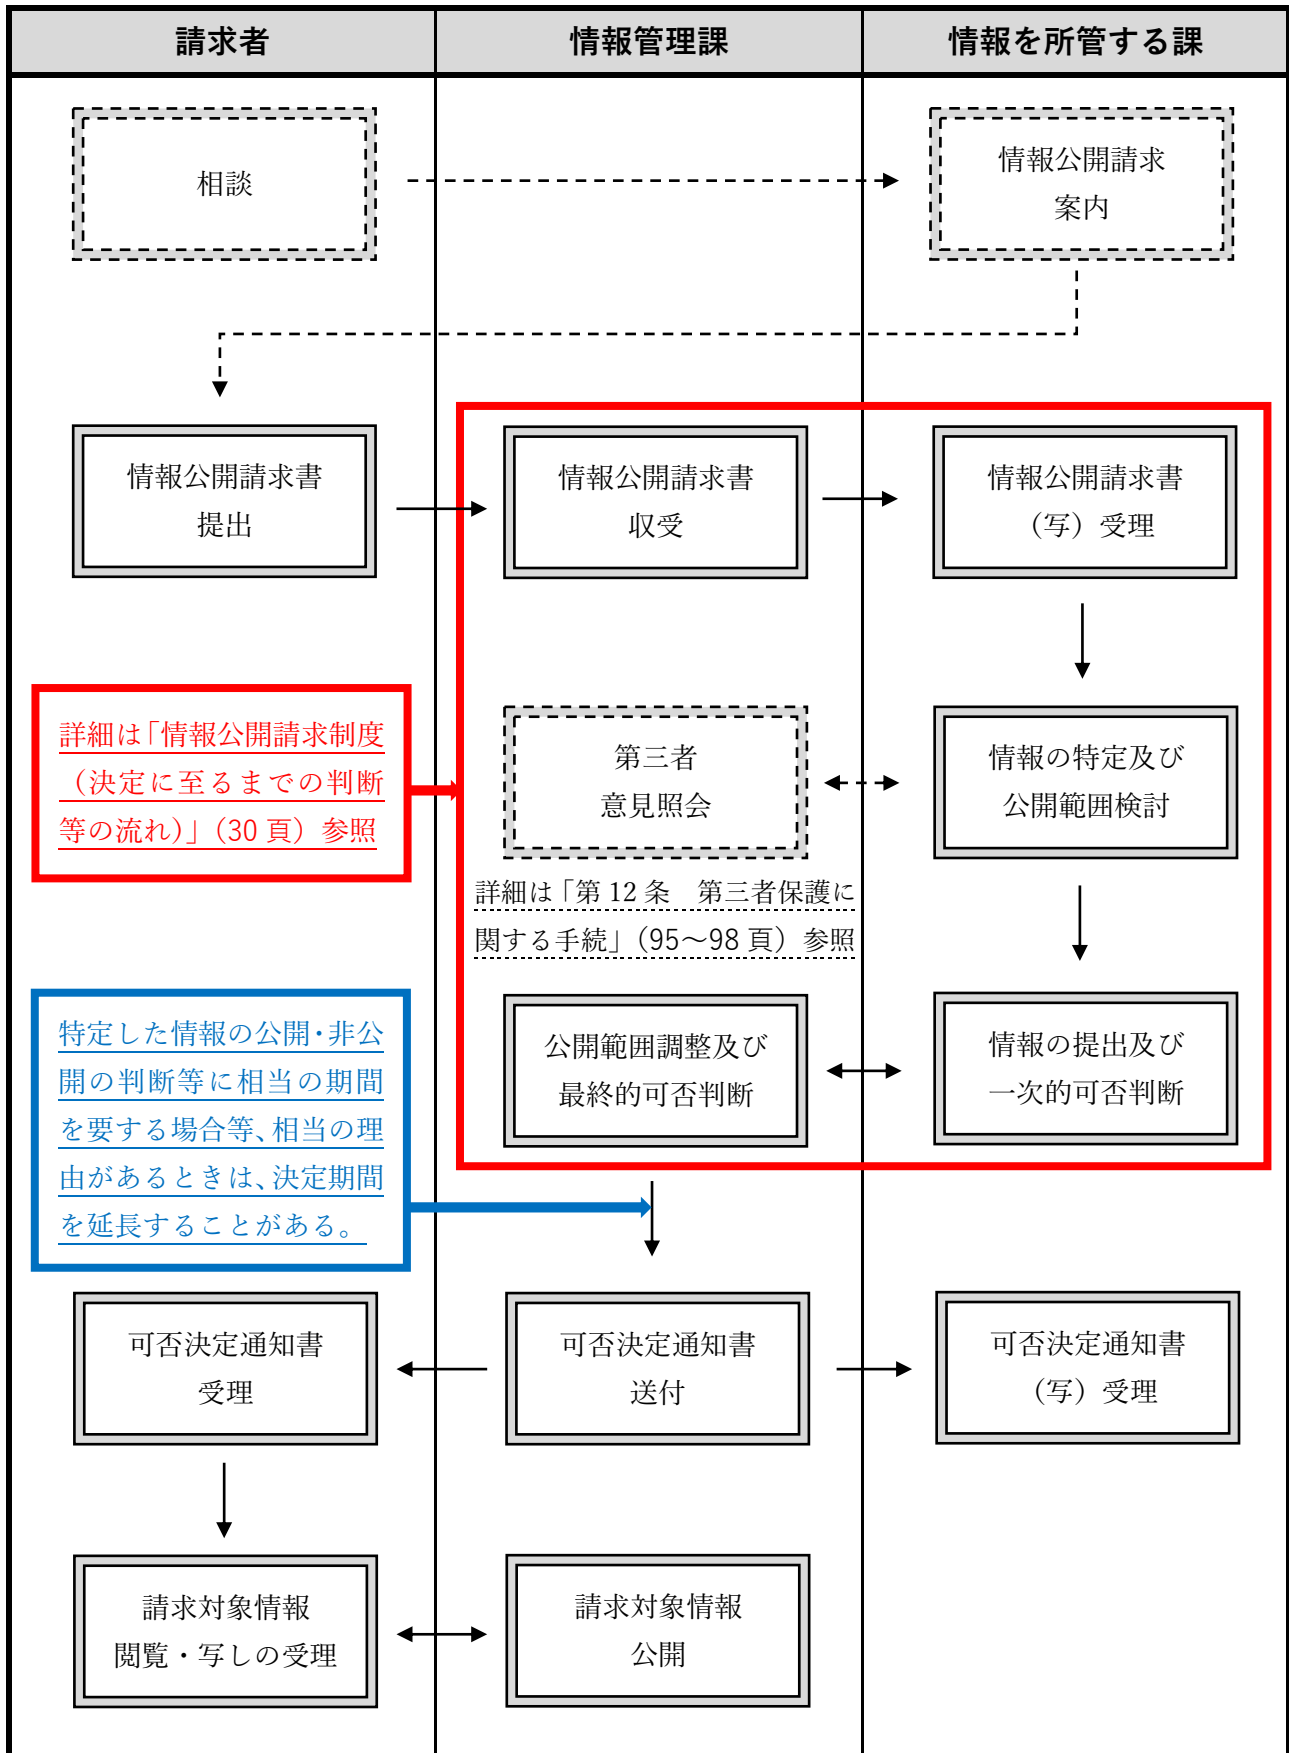 請求者
情報管理課
情報を所管する課
相談
情報公開請求
案内
情報公開請求書
提出
情報公開請求書
収受
情報公開請求書
（写）受理
詳細は「情報公開請求制度
（決定に至るまでの判断
等の流れ）」（30 頁）参照
第三者
意見照会
情報の特定及び
公開範囲検討
詳細は「第 12 条　第三者保護に
関する手続」（95～98 頁）参照
特定した情報の公開・非公
開の判断等に相当の期間
を要する場合等、相当の理
由があるときは、決定期間
を延長することがある。
公開範囲調整及び
最終的可否判断
情報の提出及び
一次的可否判断
可否決定通知書
受理
可否決定通知書
送付
可否決定通知書
（写）受理
請求対象情報
閲覧・写しの受理
請求対象情報
公開